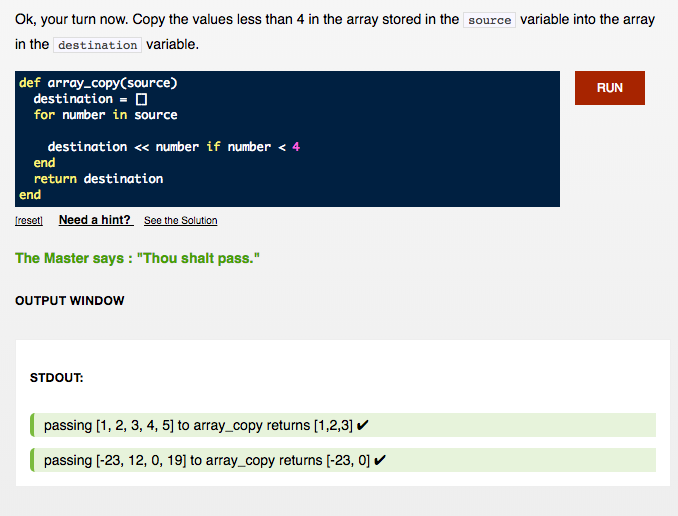 Ok, your turn now. Copy the values less than 4 in the array stored in the source variable into the array
in the destination variable.
def array_copy(source)
  destination = []
  for number in source

    destination << number if number < 4
  end
  return destination
end
RUN
[reset] Need a hint? See the Solution
The Master says : "Thou shalt pass."
OUTPUT WINDOW
STDOUT:
passing [1, 2, 3, 4, 5] to array_copy returns [1,2,3] ✔
passing [-23, 12, 0, 19] to array_copy returns [-23, 0] ✔